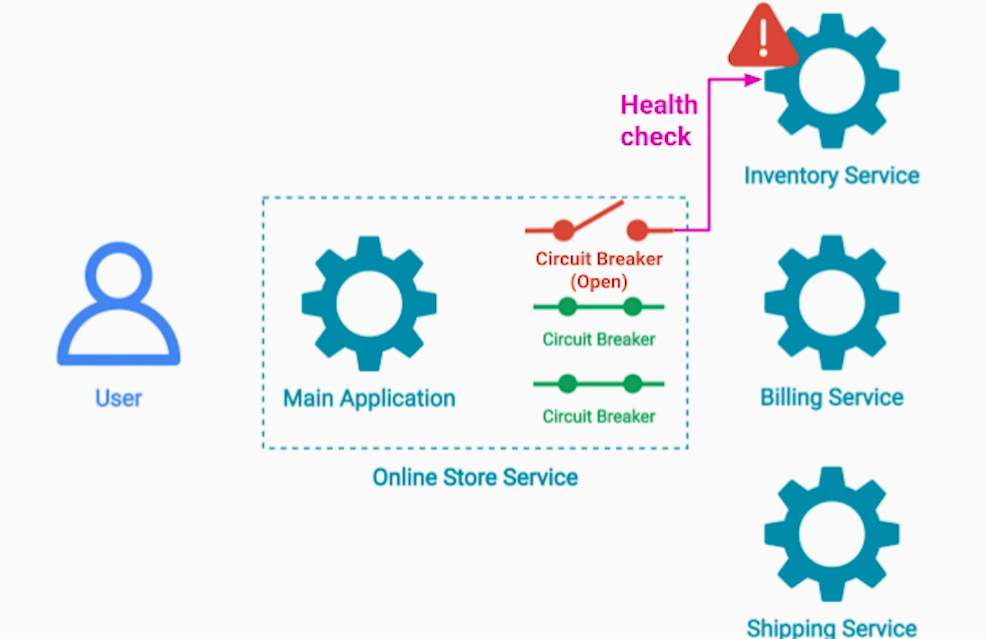 Health
check
Inventory Service
Circuit Breaker
(Open)
Circuit Breaker
Circuit Breaker
User
Main Application
Billing Service
Online Store Service
Shipping Service